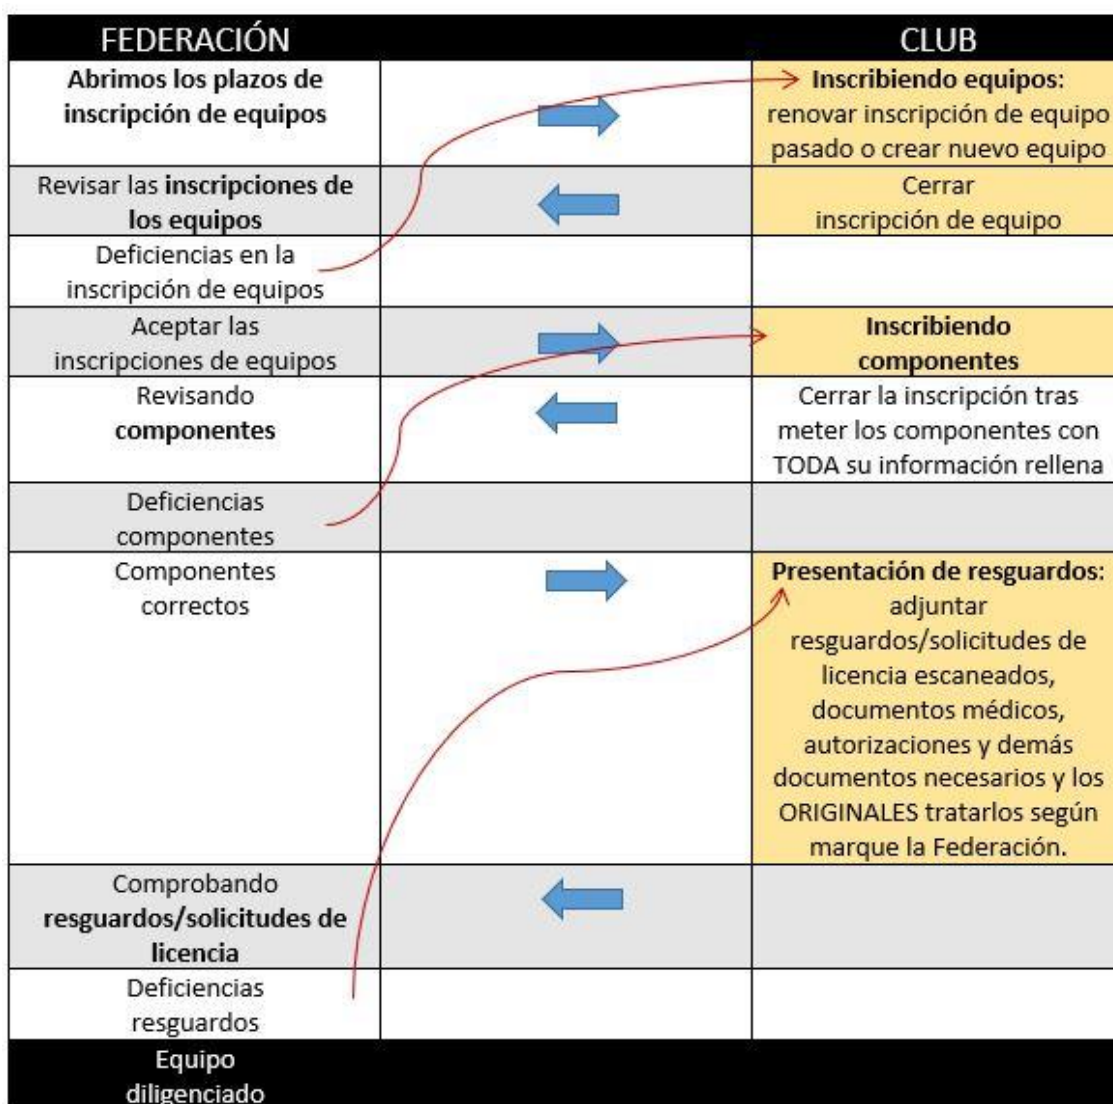 FEDERACIÓN
CLUB
Abrimos los plazos de
inscripción de equipos
Inscribiendo equipos:
renovar inscripción de equipo
pasado o crear nuevo equipo
Revisar las inscripciones de
los equipos
Cerrar
inscripción de equipo
Deficiencias en la
inscripción de equipos
Aceptar las
inscripciones de equipos
Inscribiendo
componentes
Revisando
componentes
Cerrar la inscripción tras
meter los componentes con
TODA su información rellena
Deficiencias
componentes
Componentes
correctos
Presentación de resguardos:
adjuntar
resguardos/solicitudes de
licencia escaneados,
documentos médicos,
autorizaciones y demás
documentos necesarios y los
ORIGINALES tratarlos según
marque la Federación.
Comprobando
resguardos/solicitudes de
licencia
Deficiencias
resguardos
Equipo
diligenciado